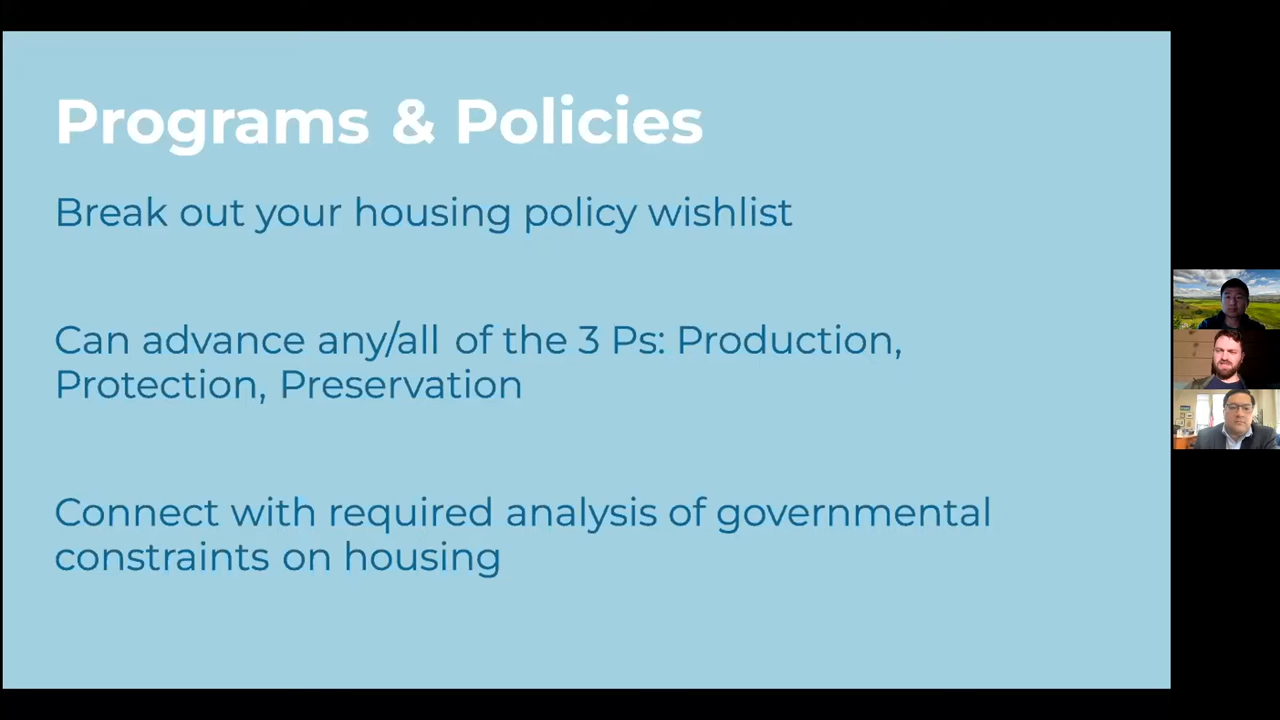 Programs & Policies
Break out your housing policy wishlist
Can advance any/all of the 3 Ps: Production,
Protection, Preservation
Connect with required analysis of governmental
constraints on housing